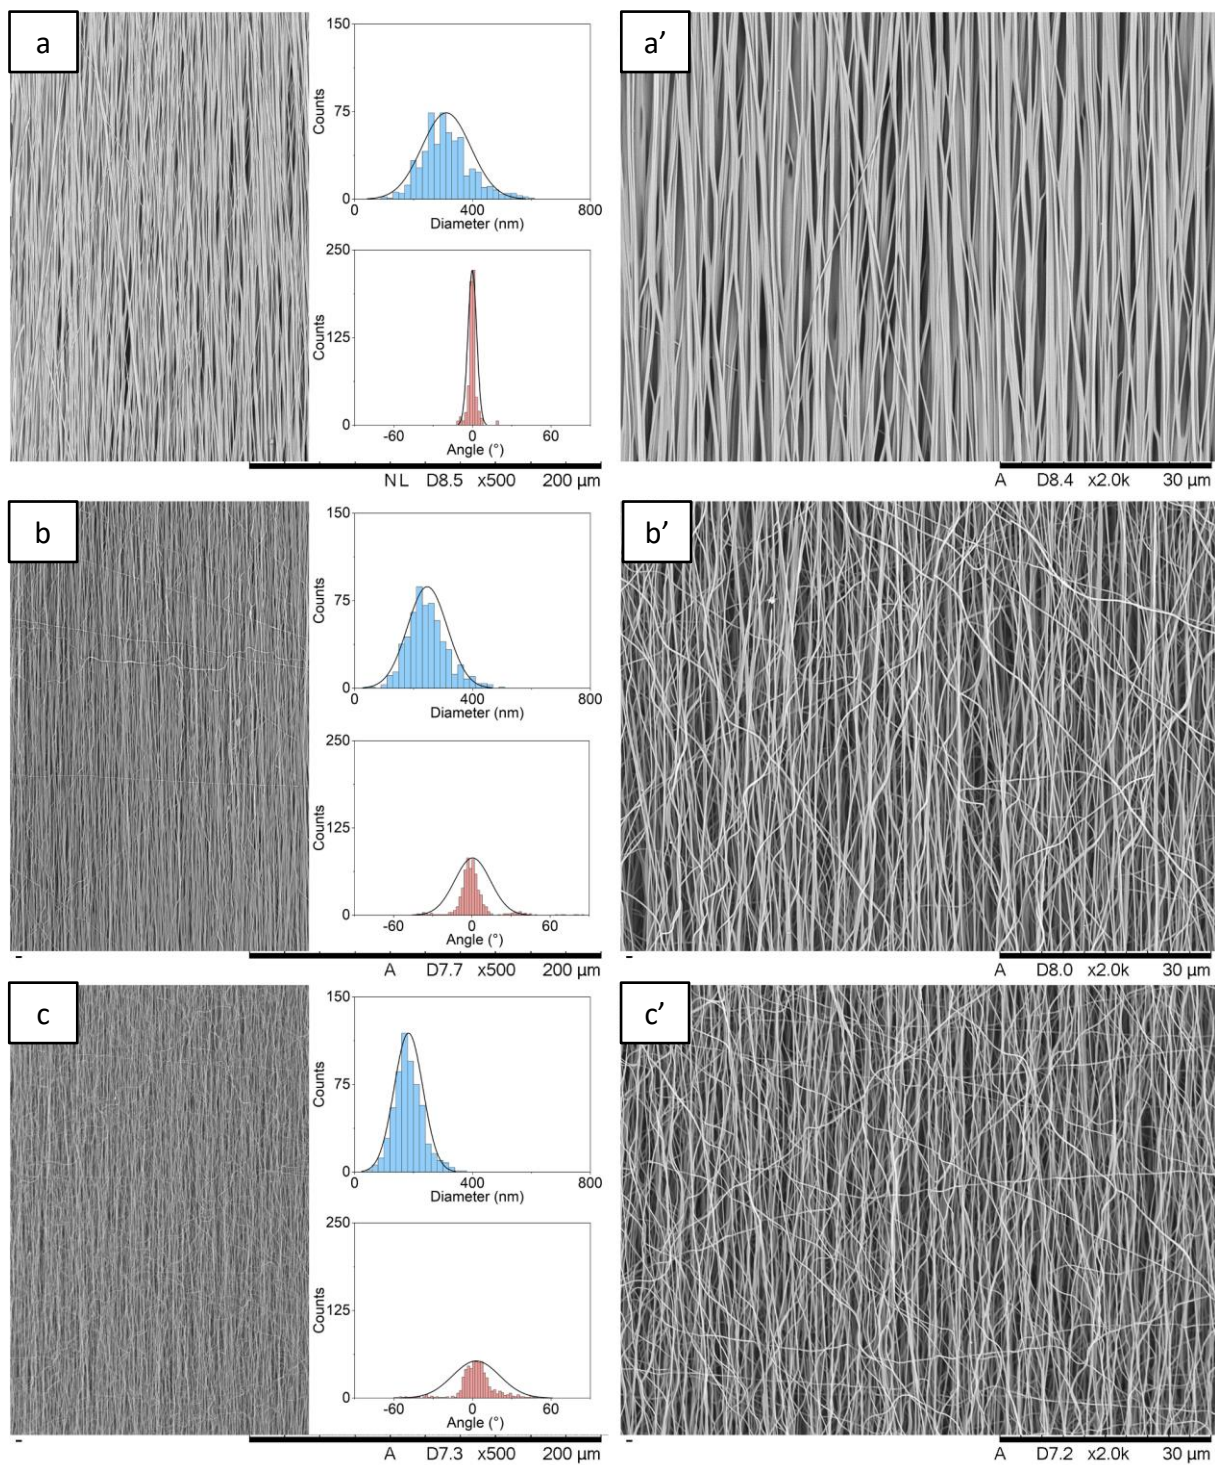 a
150
75
0
Counts
0 400 800
Diameter (nm)
250
125
0
Counts
-60 0 60
Angle (°)
NL D8.5 x500 200 µm
a’
A D8.4 x2.0k 30 µm
b
150
75
0
Counts
0 400 800
Diameter (nm)
250
125
0
Counts
-60 0 60
Angle (°)
A D7.7 x500 200 µm
b’
A D8.0 x2.0k 30 µm
c
150
75
0
Counts
0 400 800
Diameter (nm)
250
125
0
Counts
-60 0 60
Angle (°)
A D7.3 x500 200 µm
c’
A D7.2 x2.0k 30 µm